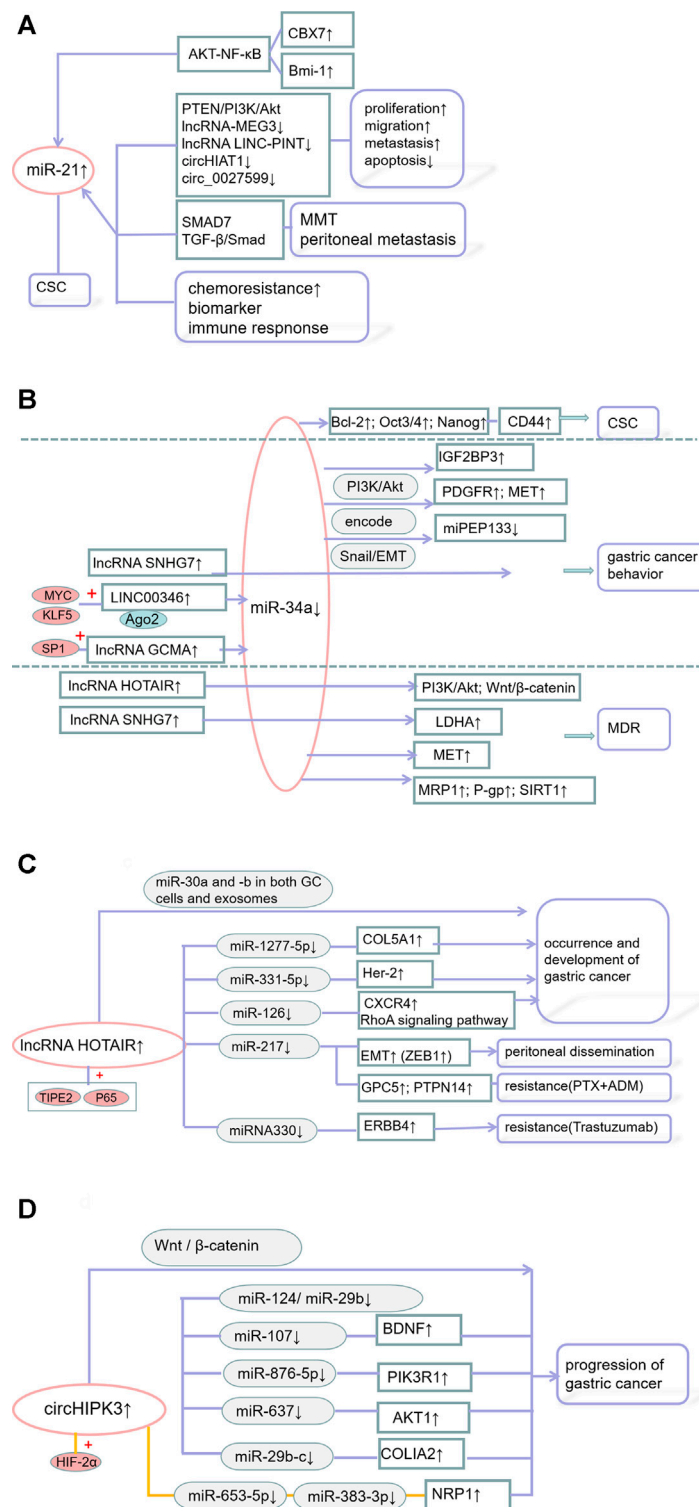 A
AKT-NF-κB
CBX7↑
Bmi-1↑
miR-21↑
PTEN/PI3K/Akt
lncRNA-MEG3↓
lncRNA LINC-PINT↓
circHIAT1↓
circ_0027599↓
proliferation↑
migration↑
metastasis↑
apoptosis↓
SMAD7
TGF-β/Smad
MMT
peritoneal metastasis
CSC
chemoresistance↑
biomarker
immune respnonse
B
Bcl-2↑; Oct3/4↑; Nanog↑
CD44↑
CSC
IGF2BP3↑
PI3K/Akt
PDGFR↑; MET↑
encode
miPEP133↓
Snail/EMT
lncRNA SNHG7↑
gastric cancer
behavior
MYC
+
LINC00346↑
KLF5
Ago2
miR-34a↓
SP1
+
lncRNA GCMA↑
lncRNA HOTAIR↑
PI3K/Akt; Wnt/β-catenin
lncRNA SNHG7↑
LDHA↑
MDR
MET↑
MRP1↑; P-gp↑; SIRT1↑
C
miR-30a and -b in both GC
cells and exosomes
miR-1277-5p↓
COL5A1↑
occurrence and
development of
gastric cancer
miR-331-5p↓
Her-2↑
miR-126↓
CXCR4↑
RhoA signaling pathway
lncRNA HOTAIR↑
miR-217↓
EMT↑ (ZEB1↑)
peritoneal dissemination
+
TIPE2
P65
GPC5↑; PTPN14↑
resistance(PTX+ADM)
miRNA330↓
ERBB4↑
resistance(Trastuzumab)
D
Wnt / β-catenin
miR-124/ miR-29b↓
miR-107↓
BDNF↑
miR-876-5p↓
PIK3R1↑
progression of
gastric cancer
circHIPK3↑
miR-637↓
AKT1↑
+
HIF-2α
miR-29b-c↓
COLIA2↑
miR-653-5p↓
miR-383-3p↓
NRP1↑